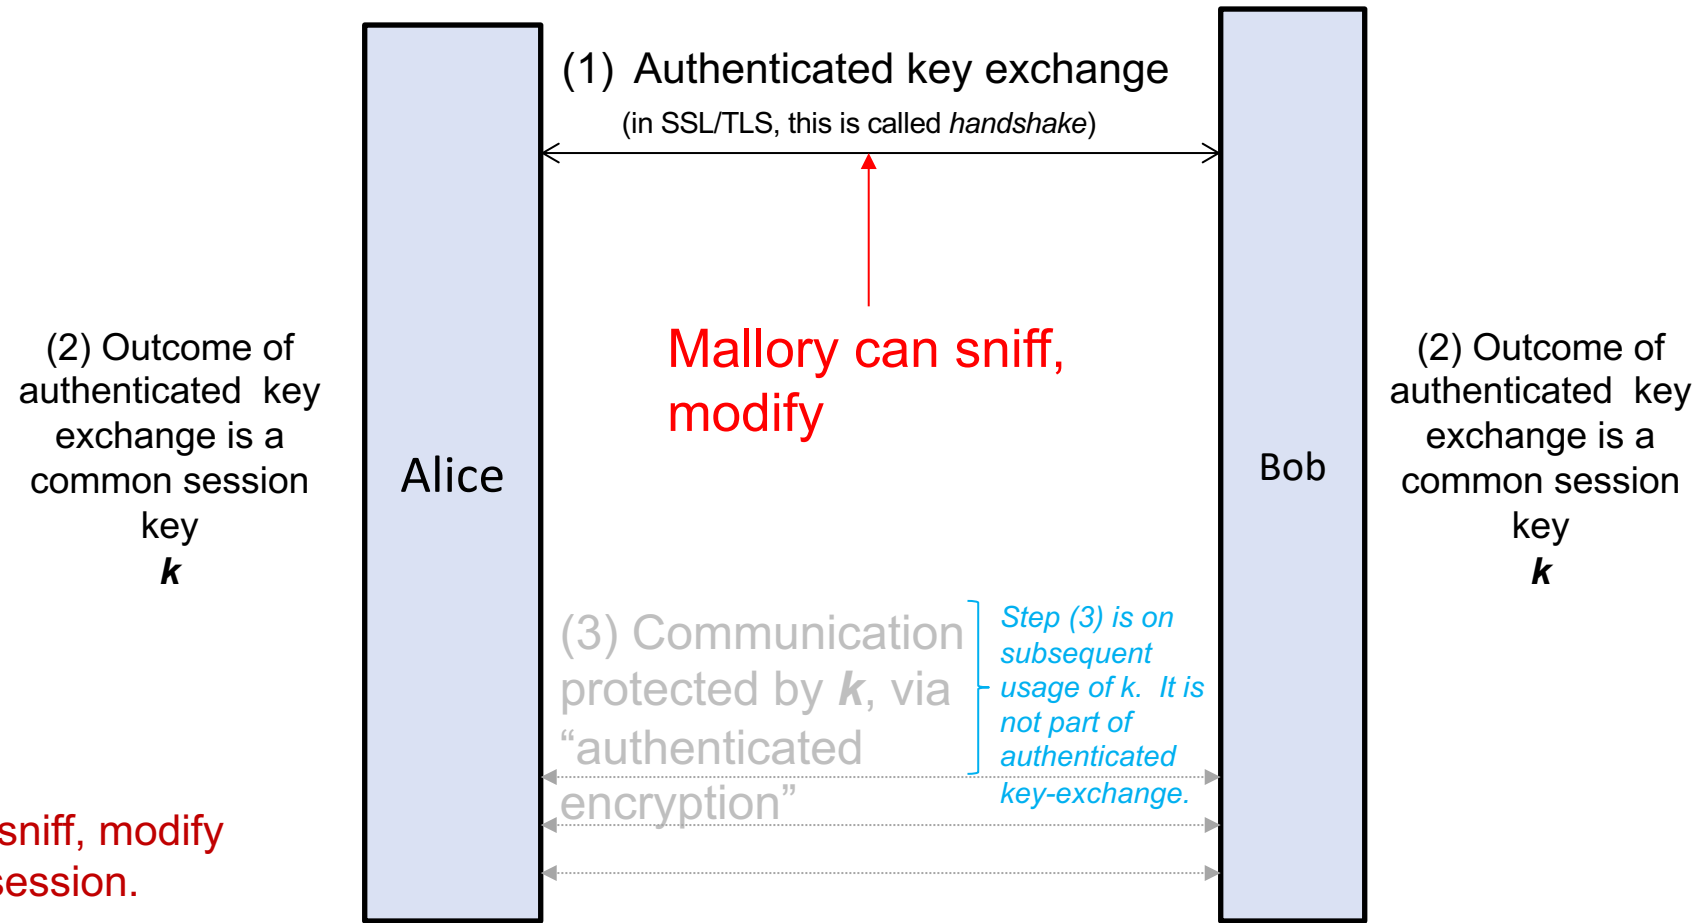 (1) Authenticated key exchange
(in SSL/TLS, this is called handshake)
Mallory can sniff,
modify
(2) Outcome of
authenticated key
exchange is a
common session
key
k
Alice
Bob
(2) Outcome of
authenticated key
exchange is a
common session
key
k
(3) Communication
protected by k, via
“authenticated
encryption”
Step (3) is on
subsequent
usage of k. It is
not part of
authenticated
key-exchange.
sniff, modify
session.